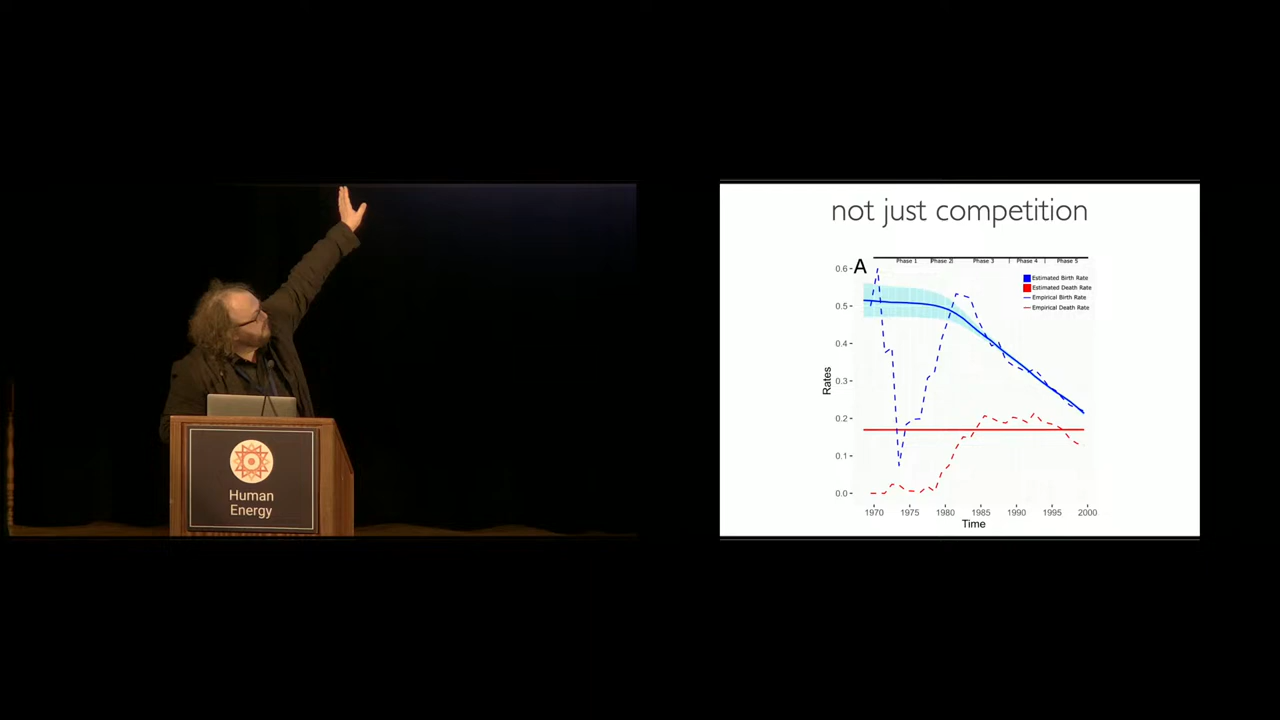 Human
Energy
not just competition
A
Phase 1 | Phase 2 | Phase 3 | Phase 4 | Phase 5
Estimated Birth Rate
Estimated Death Rate
Empirical Birth Rate
Empirical Death Rate
0.6
0.5
0.4
0.3
0.2
0.1
0.0
Rates
1970 1975 1980 1985 1990 1995 2000
Time